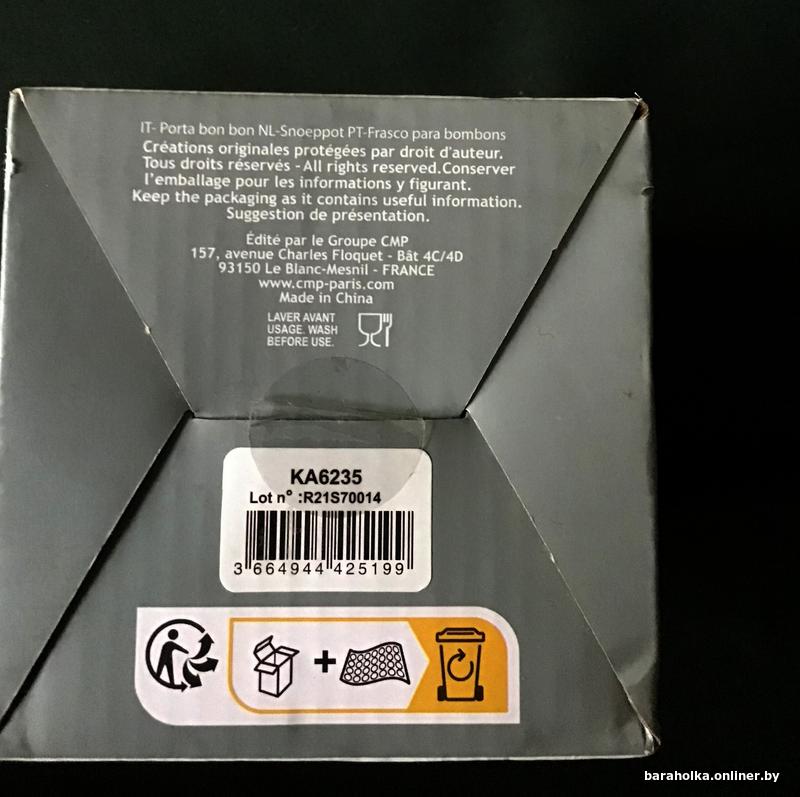 IT- Porta bon bon NL-Snoeppot PT-Frasco para bombons
Créations originales protégées par droit d'auteur.
Tous droits réservés - All rights reserved.Conserver
l'emballage pour les informations y figurant.
Keep the packaging as it contains useful information.
Suggestion de présentation.
Édité par le Groupe CMP
157, avenue Charles Floquet - Bât 4C/4D
93150 Le Blanc-Mesnil - FRANCE
www.cmp-paris.com
Made in China
LAVER AVANT
USAGE. WASH
BEFORE USE.
KA6235
Lot n° :R21S70014
3 664944 425199
+
baraholka.onliner.by